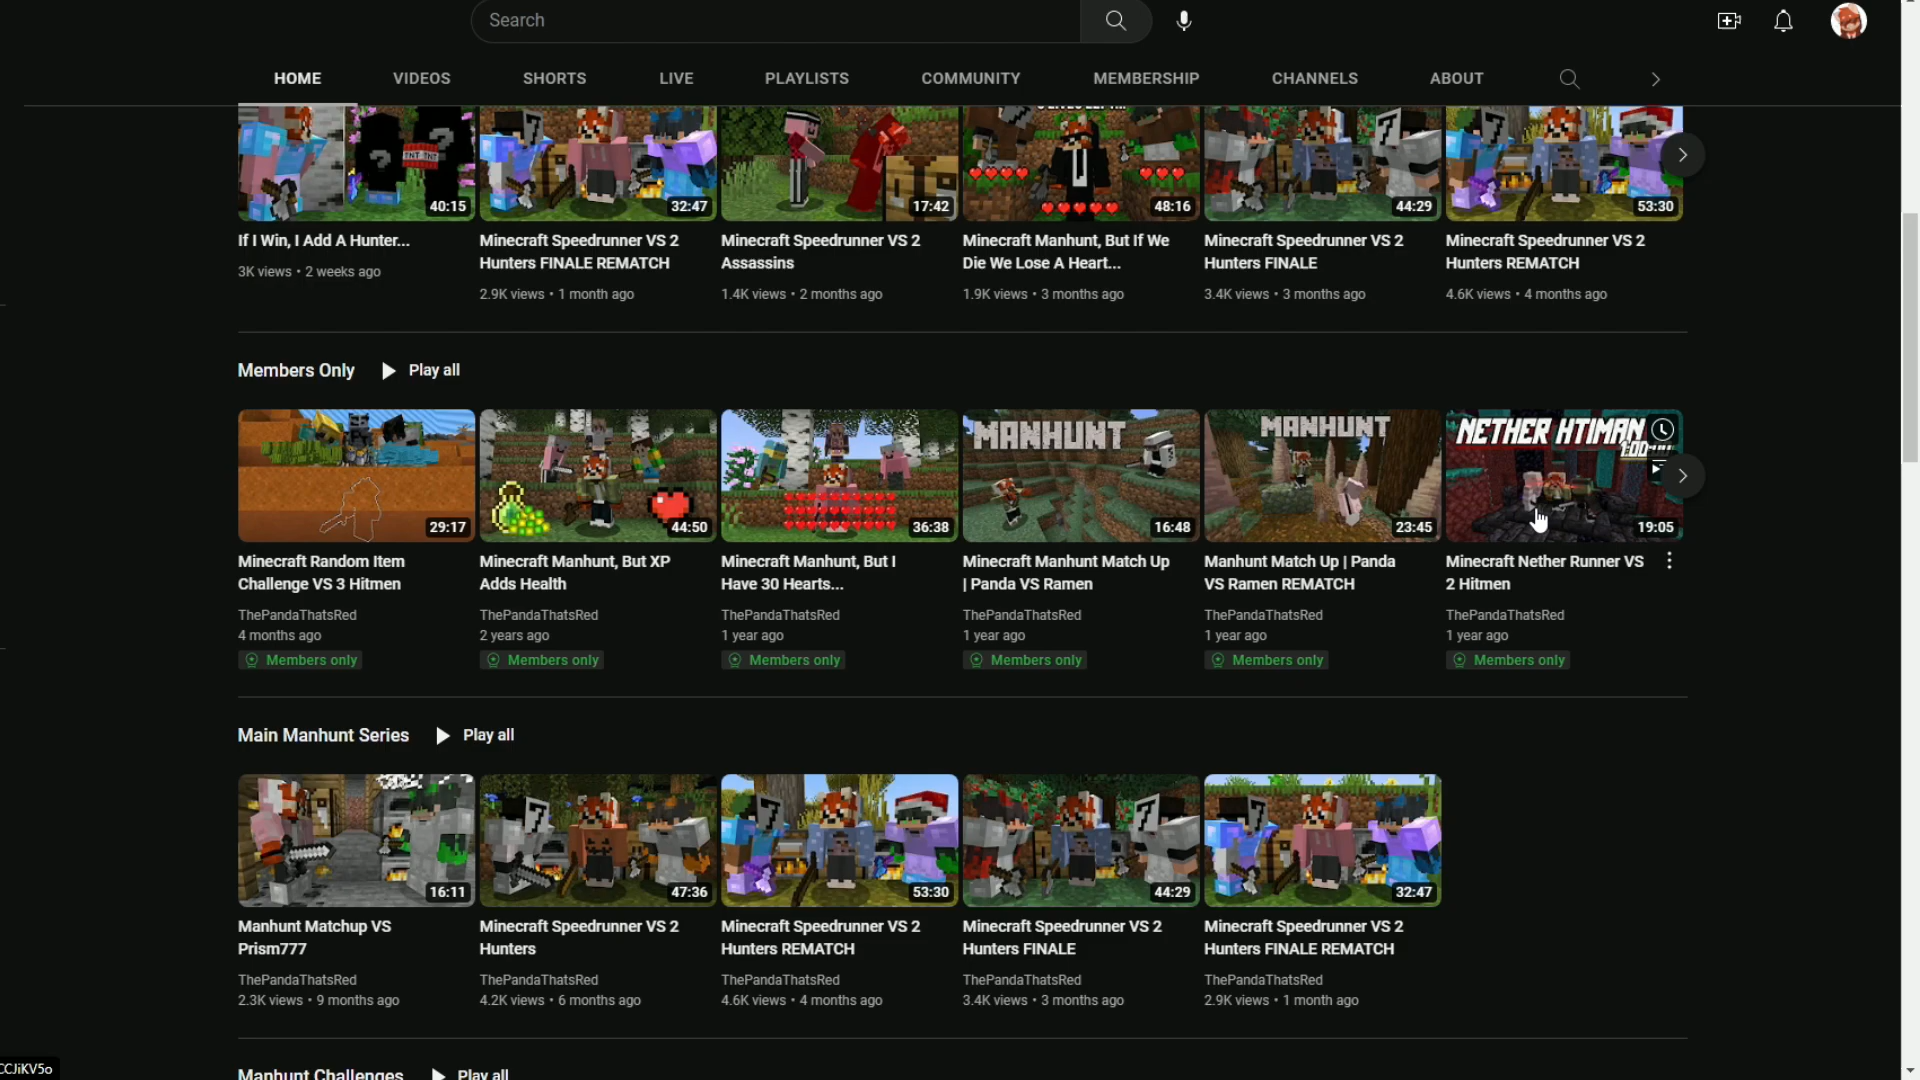 Search
HOME VIDEOS SHORTS LIVE PLAYLISTS COMMUNITY MEMBERSHIP CHANNELS ABOUT
TNT TNT
40:15 32:47 17:42 48:16 44:29 53:30
If I Win, I Add A Hunter...
3K views • 2 weeks ago
Minecraft Speedrunner VS 2
Hunters FINALE REMATCH
2.9K views • 1 month ago
Minecraft Speedrunner VS 2
Assassins
1.4K views • 2 months ago
Minecraft Manhunt, But If We
Die We Lose A Heart...
1.9K views • 3 months ago
Minecraft Speedrunner VS 2
Hunters FINALE
3.4K views • 3 months ago
Minecraft Speedrunner VS 2
Hunters REMATCH
4.6K views • 4 months ago
Members Only Play all
29:17
Minecraft Random Item
Challenge VS 3 Hitmen
ThePandaThatsRed
4 months ago
Members only
44:50
Minecraft Manhunt, But XP
Adds Health
ThePandaThatsRed
2 years ago
Members only
36:38
Minecraft Manhunt, But I
Have 30 Hearts...
ThePandaThatsRed
1 year ago
Members only
MANHUNT
16:48
Minecraft Manhunt Match Up
| Panda VS Ramen
ThePandaThatsRed
1 year ago
Members only
MANHUNT
23:45
Manhunt Match Up | Panda
VS Ramen REMATCH
ThePandaThatsRed
1 year ago
Members only
NETHER HTIMAN
19:05
Minecraft Nether Runner VS
2 Hitmen
ThePandaThatsRed
1 year ago
Members only
Main Manhunt Series Play all
16:11
Manhunt Matchup VS
Prism777
ThePandaThatsRed
2.3K views • 9 months ago
47:36
Minecraft Speedrunner VS 2
Hunters
ThePandaThatsRed
4.2K views • 6 months ago
53:30
Minecraft Speedrunner VS 2
Hunters REMATCH
ThePandaThatsRed
4.6K views • 4 months ago
44:29
Minecraft Speedrunner VS 2
Hunters FINALE
ThePandaThatsRed
3.4K views • 3 months ago
32:47
Minecraft Speedrunner VS 2
Hunters FINALE REMATCH
ThePandaThatsRed
2.9K views • 1 month ago
CCJiKV5o
Manhunt Challenges Play all